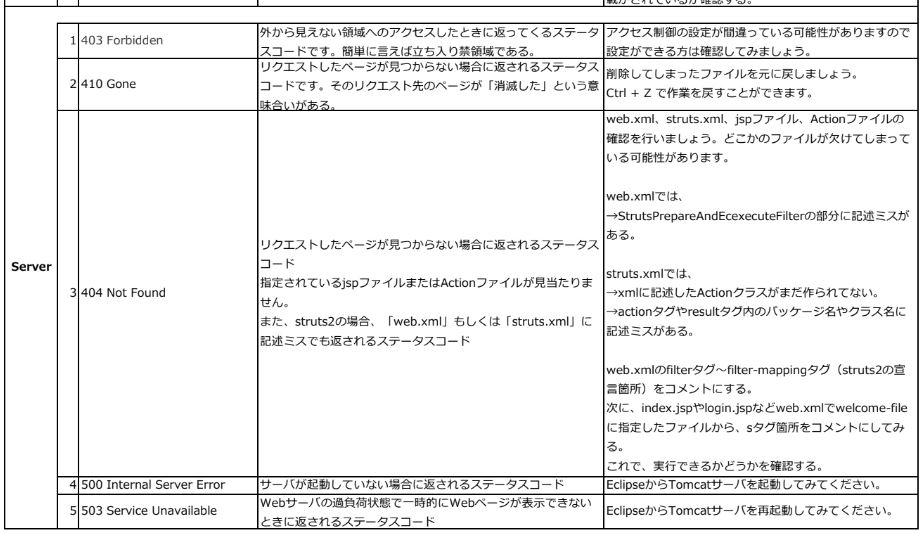 載がされているか確認する。
Server
1 403 Forbidden
外から見えない領域へのアクセスしたときに返ってくるステータ
スコードです。簡単に言えば立ち入り禁領域である。
アクセス制御の設定が間違っている可能性がありますので
設定ができる方は確認してみましょう。
2 410 Gone
リクエストしたページが見つからない場合に返されるステータス
コードです。そのリクエスト先のページが「消滅した」という意
味合いがある。
削除してしまったファイルを元に戻しましょう。
Ctrl + Z で作業を戻すことができます。
3 404 Not Found
リクエストしたページが見つからない場合に返されるステータス
コード
指定されているjspファイルまたはActionファイルが見当たりま
せん。
また、struts2の場合、「web.xml」もしくは「struts.xml」に
記述ミスでも返されるステータスコード
web.xml、struts.xml、jspファイル、Actionファイルの
確認を行いましょう。どこかのファイルが欠けてしまって
いる可能性があります。
web.xmlでは、
→StrutsPrepareAndEcexecuteFilterの部分に記述ミスが
ある。
struts.xmlでは、
→xmlに記述したActionクラスがまだ作られてない。
→actionタグやresultタグ内のパッケージ名やクラス名に
記述ミスがある。
web.xmlのfilterタグ～filter-mappingタグ（struts2の宣
言箇所）をコメントにする。
次に、index.jspやlogin.jspなどweb.xmlでwelcome-file
に指定したファイルから、sタグ箇所をコメントにしてみ
る。
これで、実行できるかどうかを確認する。
4 500 Internal Server Error
サーバが起動していない場合に返されるステータスコード
EclipseからTomcatサーバを起動してみてください。
5 503 Service Unavailable
Webサーバの過負荷状態で一時的にWebページが表示できない
ときに返されるステータスコード
EclipseからTomcatサーバを再起動してみてください。